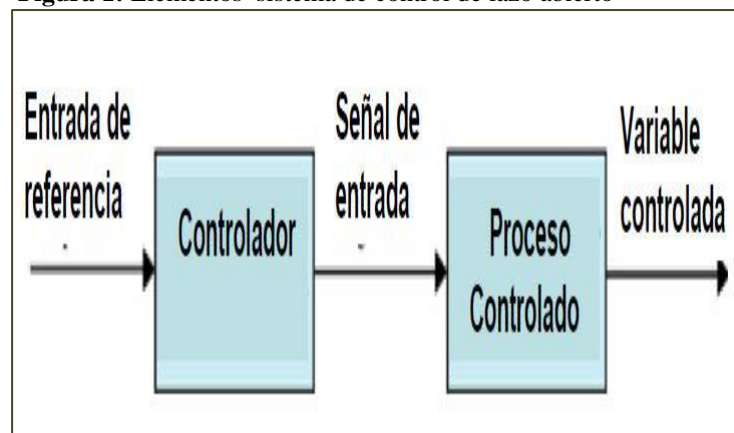 Figura 1. Elementos sistema de control de lazo abierto
Entrada de
referencia
Controlador
Señal de
entrada
Proceso
Controlado
Variable
controlada